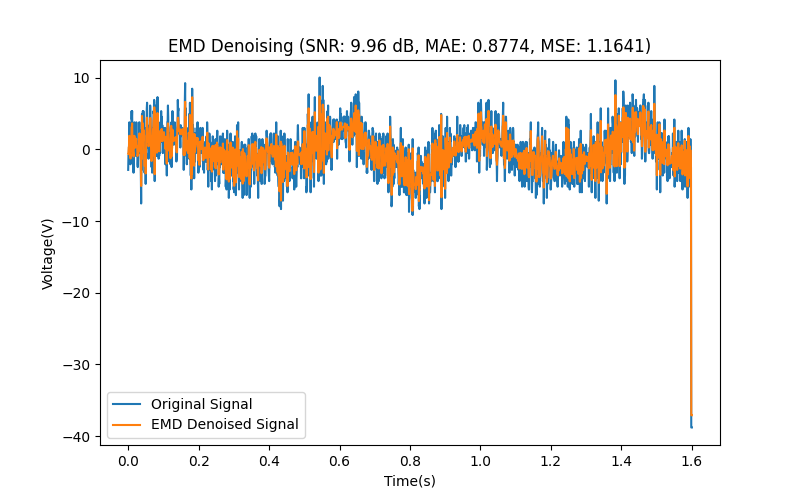 EMD Denoising (SNR: 9.96 dB, MAE: 0.8774, MSE: 1.1641)
10
0
−10
−20
−30
−40
Voltage(V)
Original Signal
EMD Denoised Signal
0.0 0.2 0.4 0.6 0.8 1.0 1.2 1.4 1.6
Time(s)